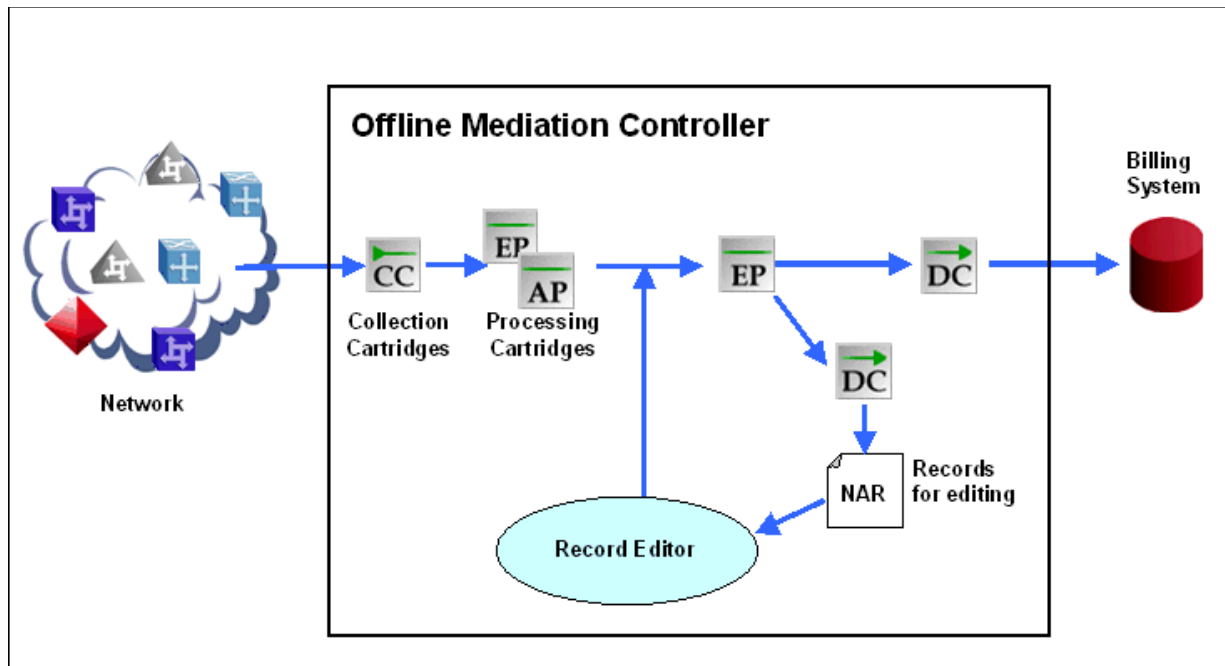 Offline Mediation Controller
Billing
System
EP
CC
AP
EP
DC
Collection
Cartridges
Processing
Cartridges
DC
Network
NAR
Records
for editing
Record Editor